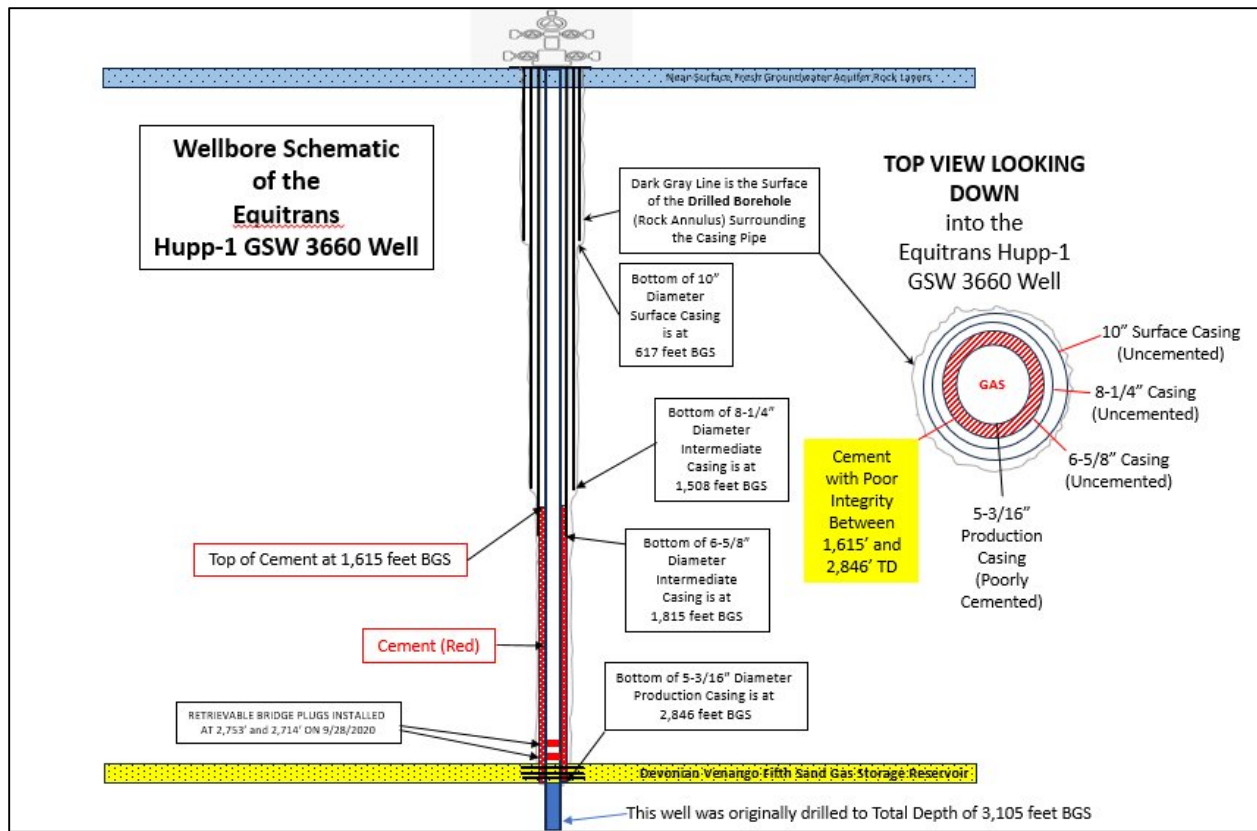 Near-Surface Fresh Groundwater Aquifer Rock Layers
Wellbore Schematic
of the
Equitrans
Hupp-1 GSW 3660 Well
Dark Gray Line is the Surface
of the Drilled Borehole
(Rock Annulus) Surrounding
the Casing Pipe
Bottom of 10”
Diameter
Surface Casing
is at
617 feet BGS
Bottom of 8-1/4”
Diameter
Intermediate
Casing is at
1,508 feet BGS
Top of Cement at 1,615 feet BGS
Bottom of 6-5/8”
Diameter
Intermediate
Casing is at
1,815 feet BGS
Cement (Red)
Bottom of 5-3/16” Diameter
Production Casing is at
2,846 feet BGS
RETRIEVABLE BRIDGE PLUGS INSTALLED
AT 2,753’ and 2,714’ ON 9/28/2020
Devonian Venango Fifth Sand Gas Storage Reservoir
This well was originally drilled to Total Depth of 3,105 feet BGS
TOP VIEW LOOKING
DOWN
into the
Equitrans Hupp-1
GSW 3660 Well
GAS
10” Surface Casing
(Uncemented)
8-1/4” Casing
(Uncemented)
6-5/8” Casing
(Uncemented)
5-3/16”
Production
Casing
(Poorly
Cemented)
Cement
with Poor
Integrity
Between
1,615’ and
2,846’ TD